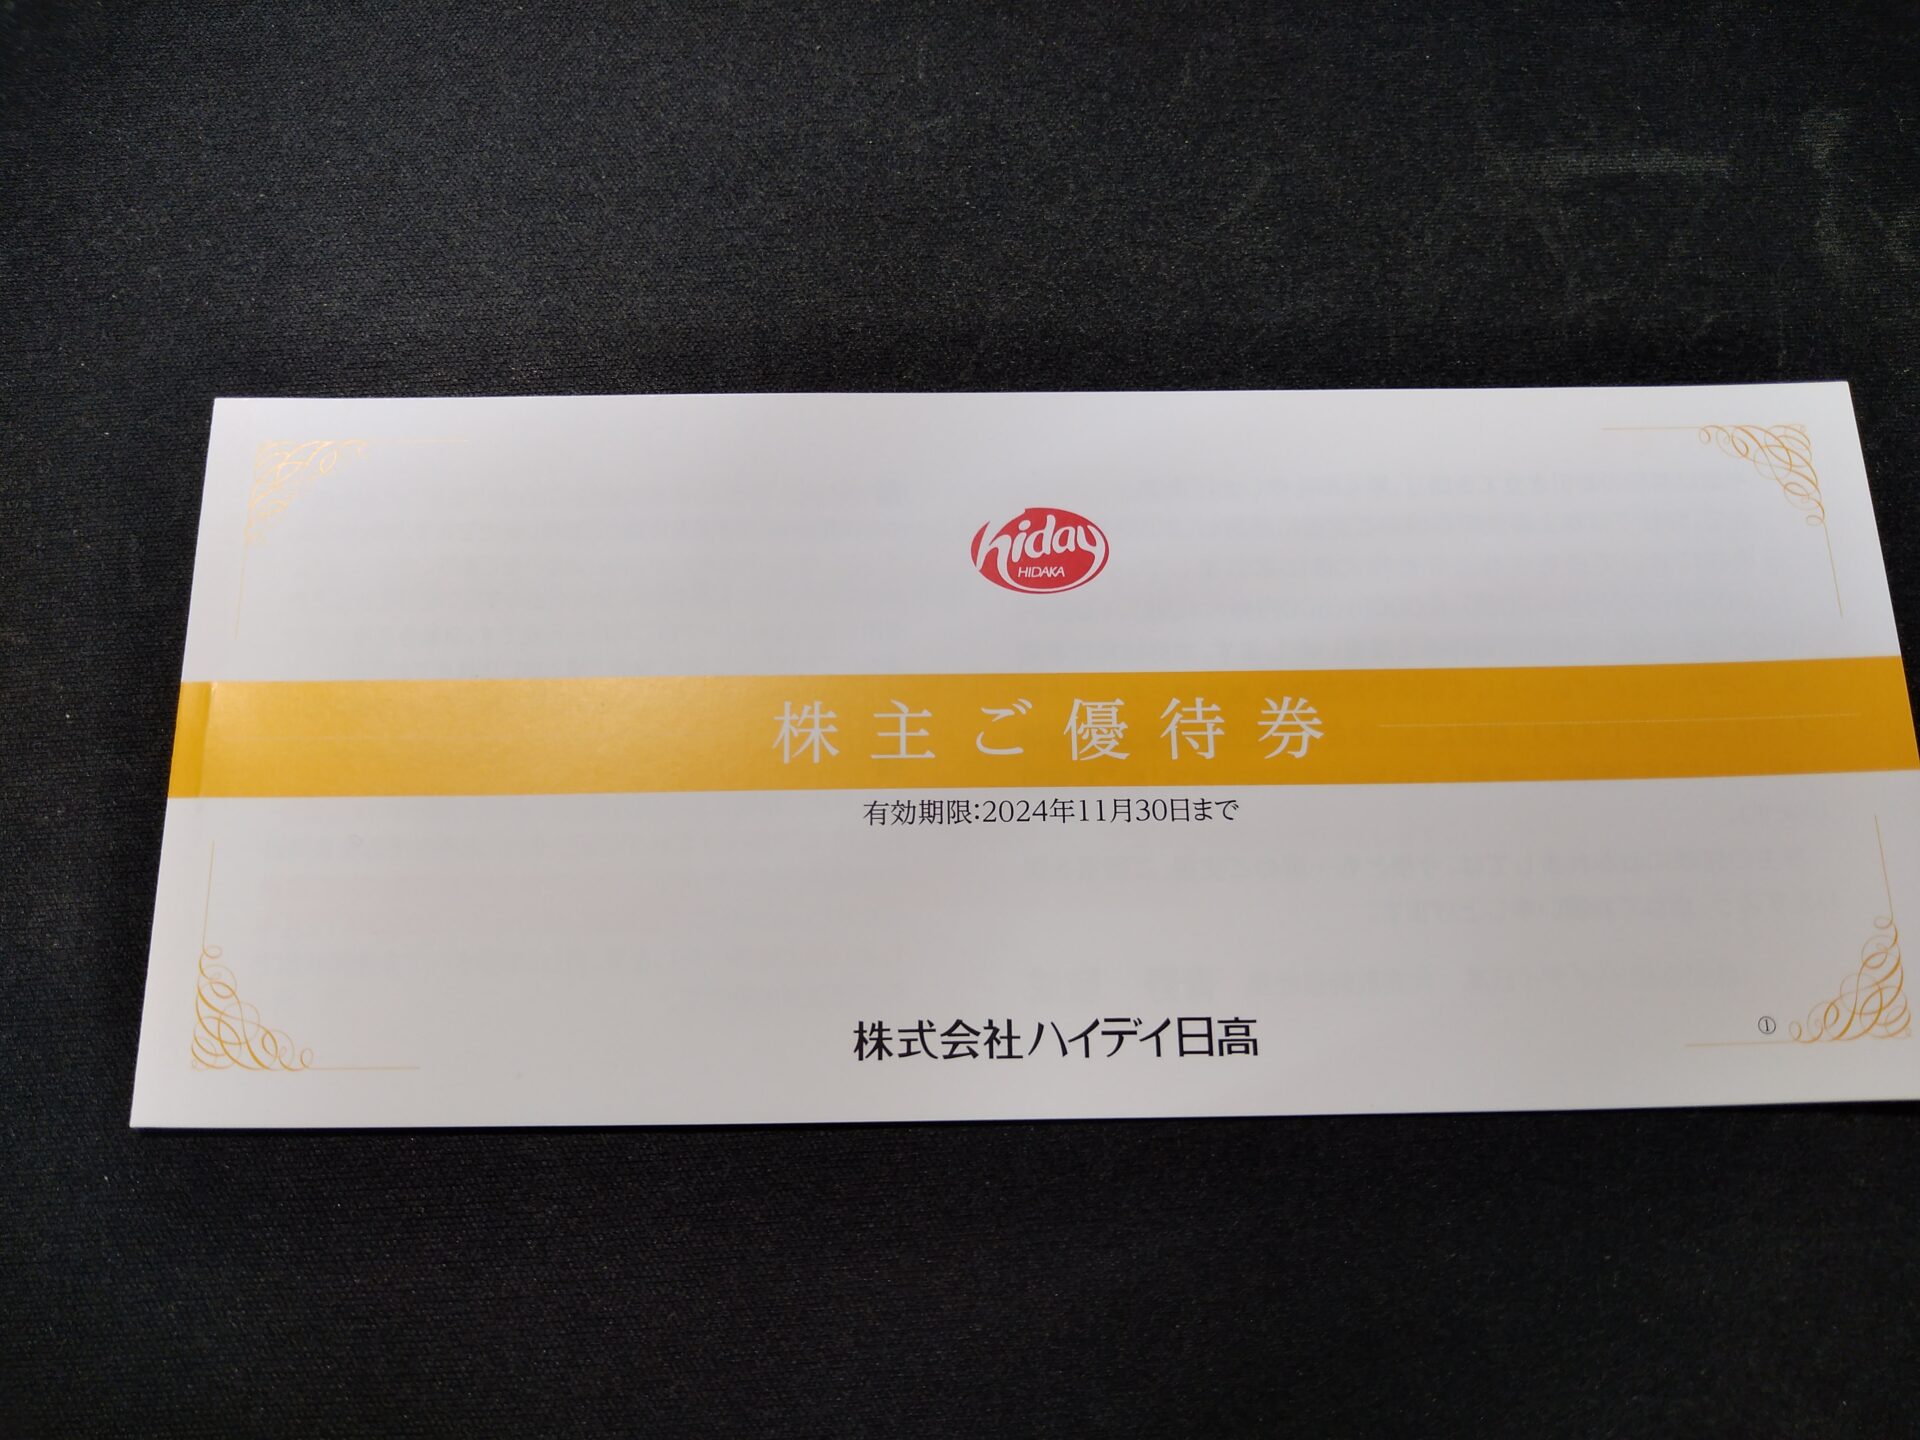 hiday
HIDAKA
株主ご優待券
有効期限:2024年11月30日まで
株式会社ハイデイ日高
①